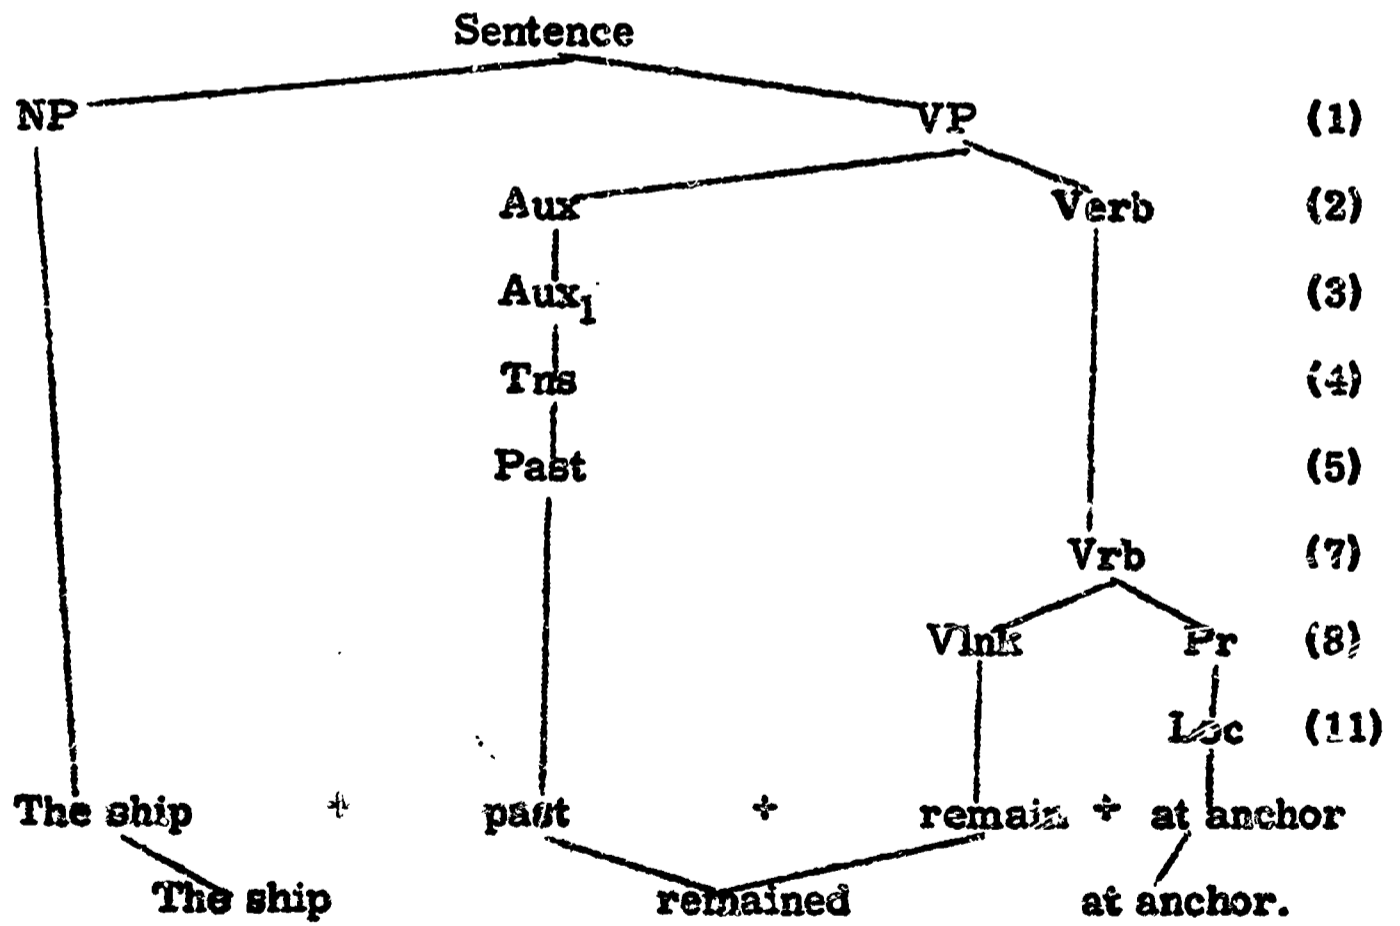 Sentence
NP VP (1)
Aux Verb (2)
Aux1 (3)
Tns (4)
Past (5)
Vrb (7)
Vlnk Pr (8)
Loc (11)
The ship + past + remain + at anchor
The ship remained at anchor.